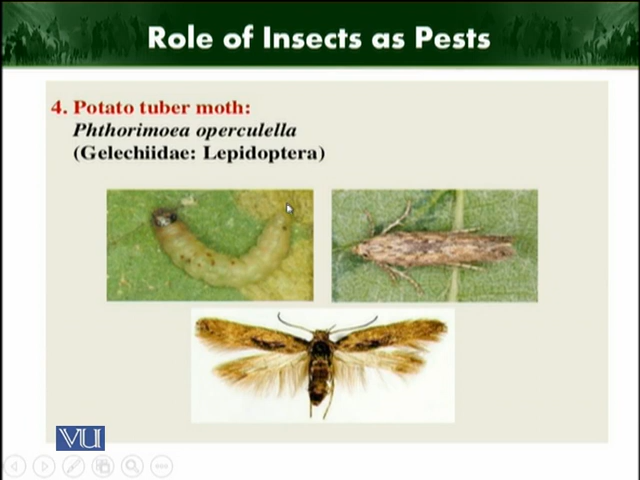 Role of Insects as Pests
4. Potato tuber moth:
Phthorimoea operculella
(Gelechiidae: Lepidoptera)
VU